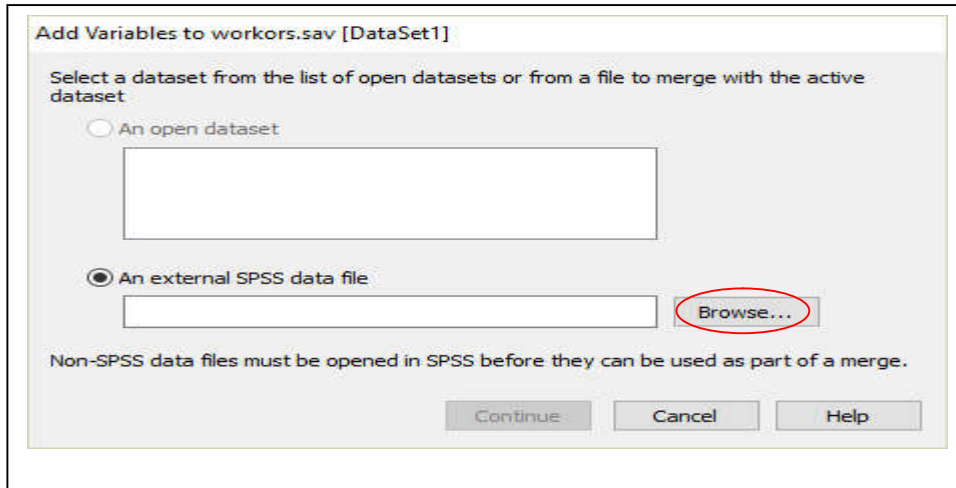 Add Variables to workors.sav [DataSet1]
Select a dataset from the list of open datasets or from a file to merge with the active
dataset
An open dataset
An external SPSS data file
Browse...
Non-SPSS data files must be opened in SPSS before they can be used as part of a merge.
Continue Cancel Help